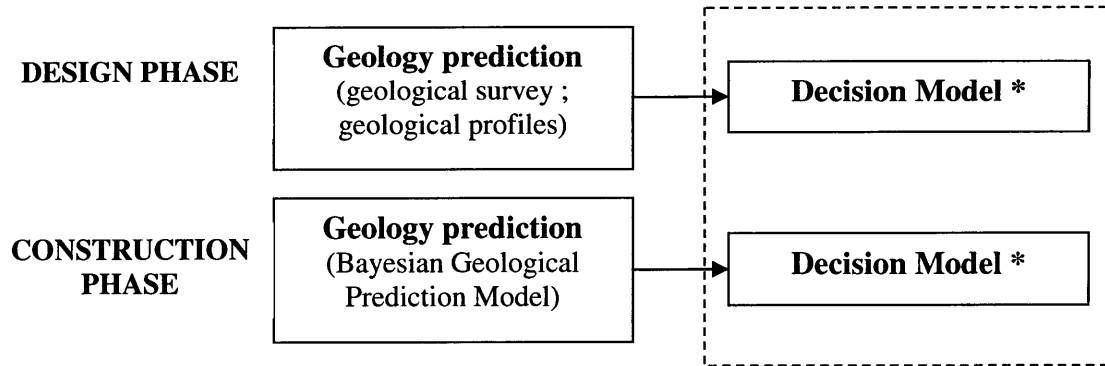 DESIGN PHASE
Geology prediction
(geological survey ;
geological profiles)
Decision Model *
CONSTRUCTION
PHASE
Geology prediction
(Bayesian Geological
Prediction Model)
Decision Model *